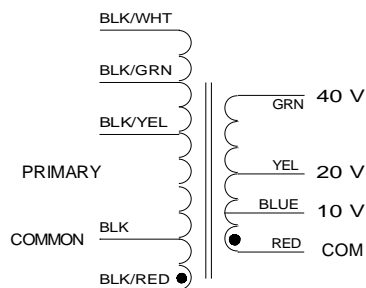 BLK/WHT
BLK/GRN
BLK/YEL
PRIMARY
COMMON BLK
BLK/RED
GRN 40 V
YEL 20 V
BLUE 10 V
RED COM